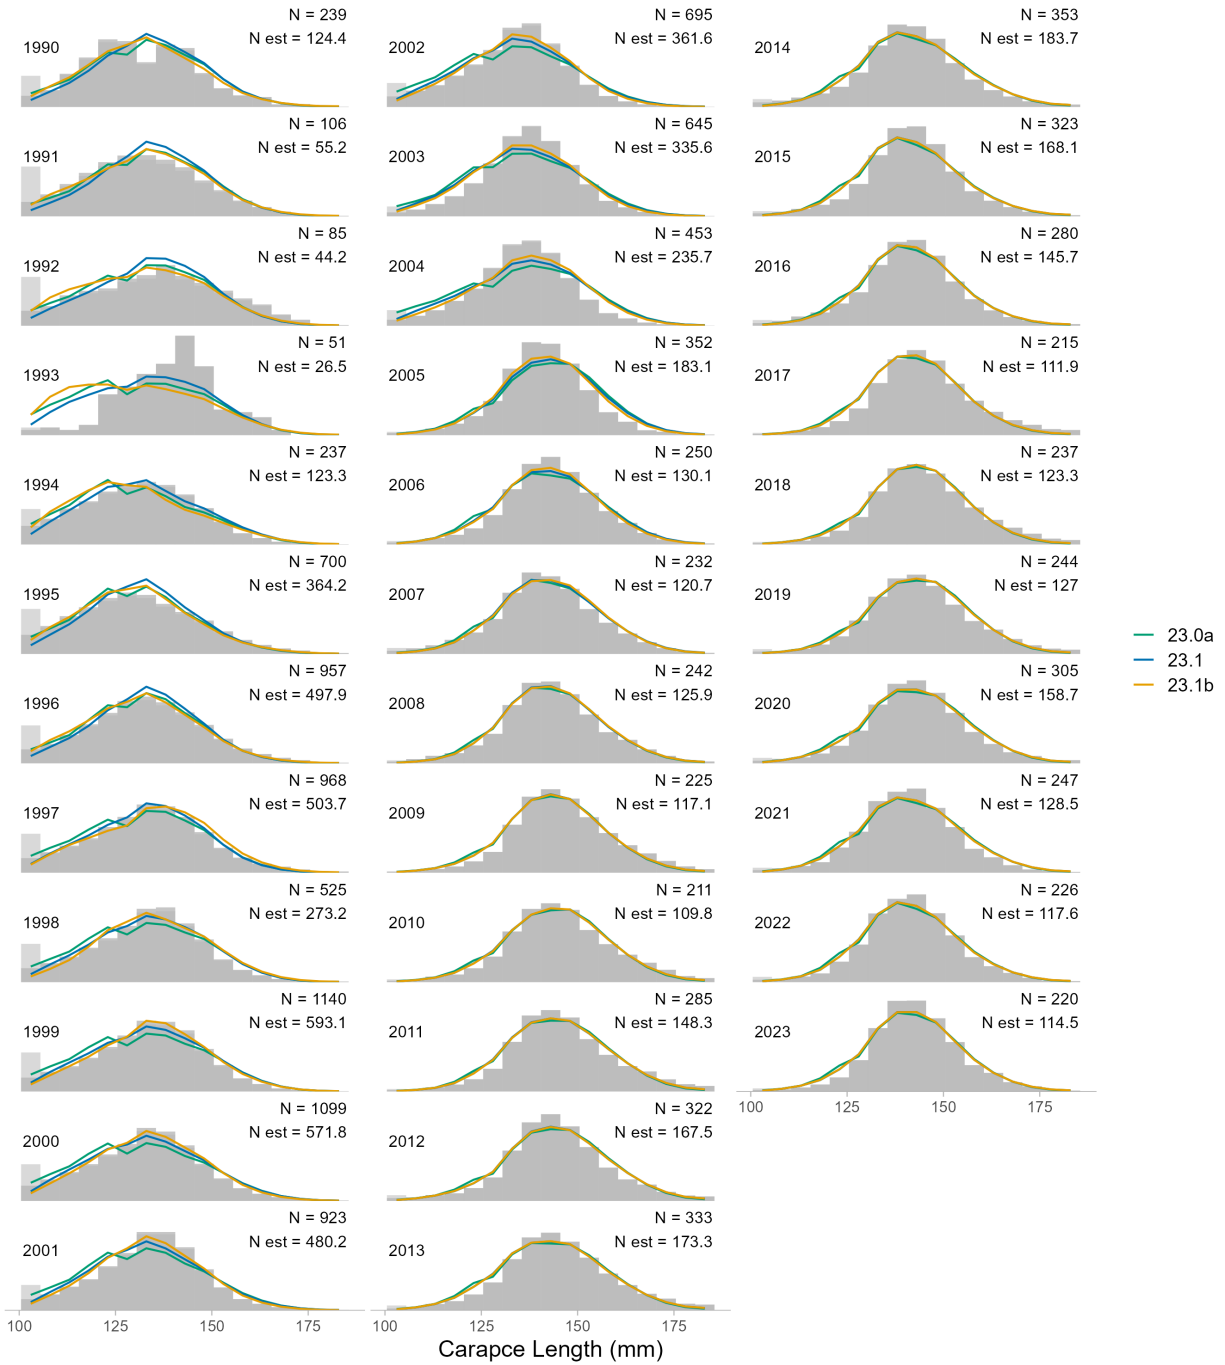 1990
N = 239
N est = 124.4
1991
N = 106
N est = 55.2
1992
N = 85
N est = 44.2
1993
N = 51
N est = 26.5
1994
N = 237
N est = 123.3
1995
N = 700
N est = 364.2
1996
N = 957
N est = 497.9
1997
N = 968
N est = 503.7
1998
N = 525
N est = 273.2
1999
N = 1140
N est = 593.1
2000
N = 1099
N est = 571.8
2001
N = 923
N est = 480.2
100 125 150 175
2002
N = 695
N est = 361.6
2003
N = 645
N est = 335.6
2004
N = 453
N est = 235.7
2005
N = 352
N est = 183.1
2006
N = 250
N est = 130.1
2007
N = 232
N est = 120.7
2008
N = 242
N est = 125.9
2009
N = 225
N est = 117.1
2010
N = 211
N est = 109.8
2011
N = 285
N est = 148.3
2012
N = 322
N est = 167.5
2013
N = 333
N est = 173.3
100 125 150 175
2014
N = 353
N est = 183.7
2015
N = 323
N est = 168.1
2016
N = 280
N est = 145.7
2017
N = 215
N est = 111.9
2018
N = 237
N est = 123.3
2019
N = 244
N est = 127
2020
N = 305
N est = 158.7
2021
N = 247
N est = 128.5
2022
N = 226
N est = 117.6
2023
N = 220
N est = 114.5
100 125 150 175
Carapce Length (mm)
23.0a
23.1
23.1b